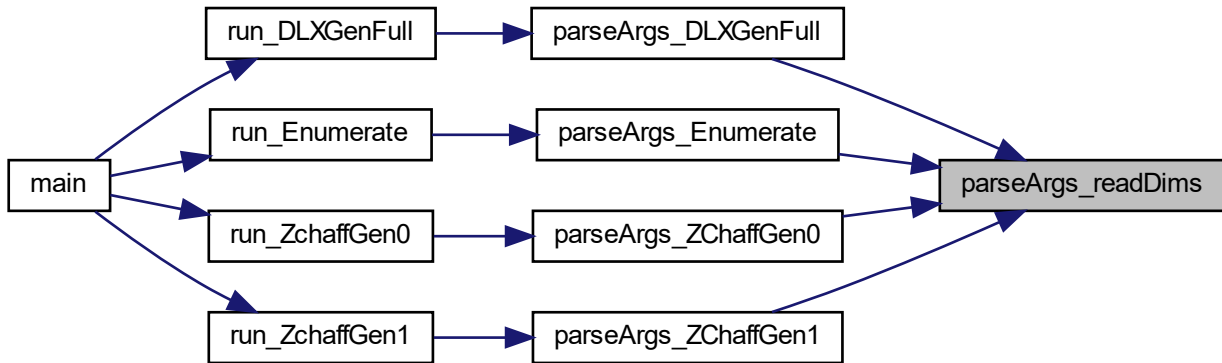 run_DLXGenFull
parseArgs_DLXGenFull
run_Enumerate
parseArgs_Enumerate
main
parseArgs_readDims
run_ZchaffGen0
parseArgs_ZChaffGen0
run_ZchaffGen1
parseArgs_ZChaffGen1